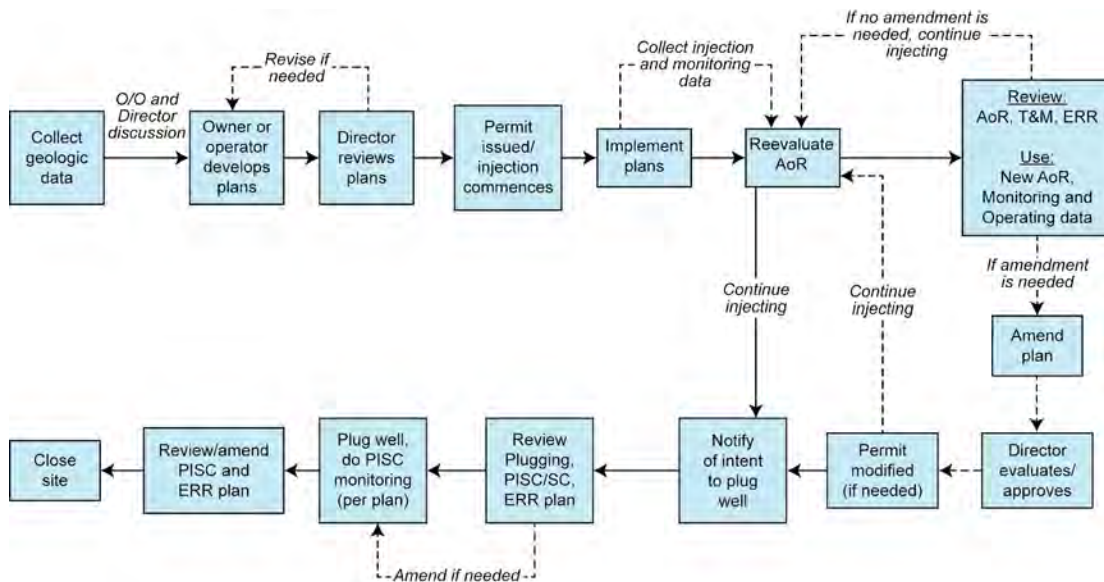 O/O and
Director
discussion
Revise if
needed
Collect injection
and monitoring
data
If no amendment is
needed, continue
injecting
Collect
geologic
data
Owner or
operator
develops
plans
Director
reviews
plans
Permit
issued/
injection
commences
Implement
plans
Reevaluate
AoR
Review:
AoR, T&M, ERR
Use:
New AoR,
Monitoring and
Operating data
Continue
injecting
Continue
injecting
If amendment
is needed
Amend
plan
Close
site
Review/amend
PISC and
ERR plan
Plug well,
do PISC
monitoring
(per plan)
Review
Plugging,
PISC/SC,
ERR plan
Notify
of intent
to plug
well
Permit
modified
(if needed)
Director
evaluates/
approves
Amend if needed